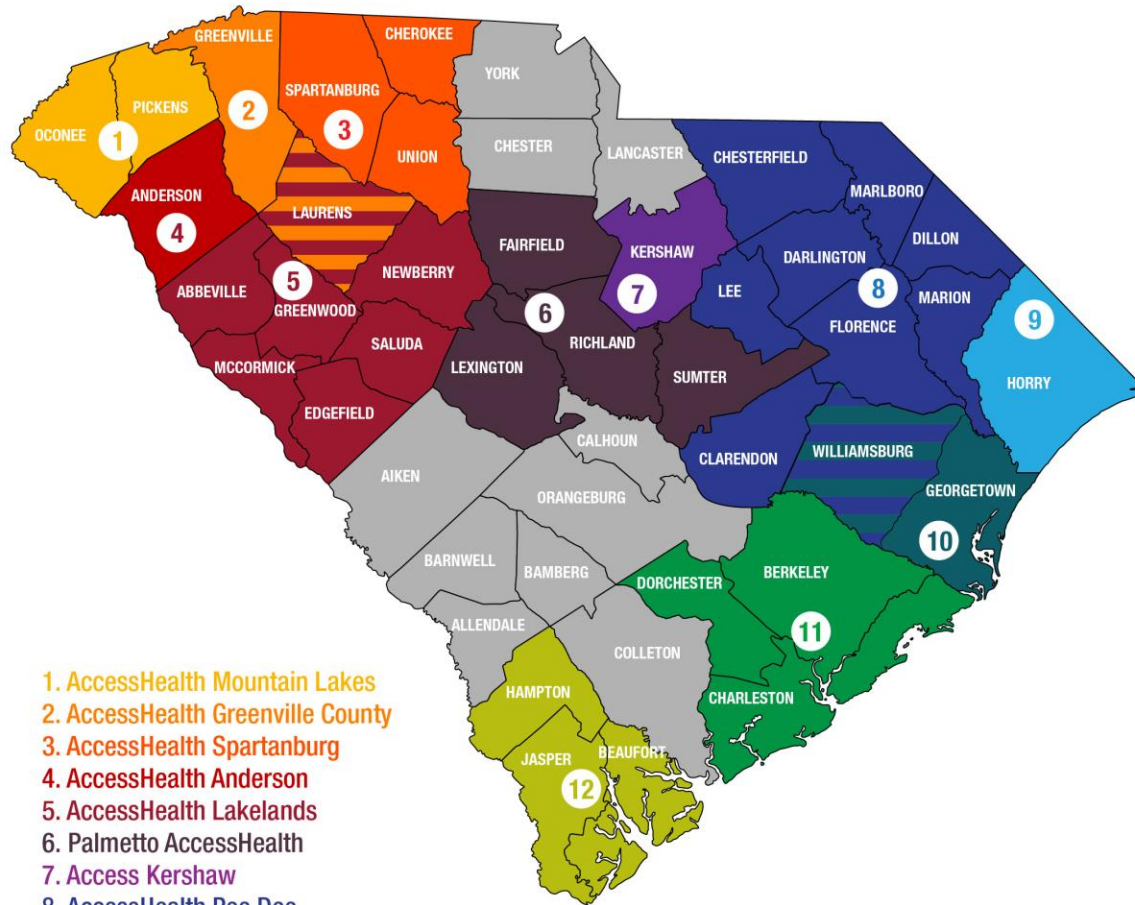 GREENVILLE
CHEROKEE
YORK
SPARTANBURG
PICKENS
OCONEE
1
2
3
UNION
CHESTER
LANCASTER
CHESTERFIELD
MARLBORO
ANDERSON
4
LAURENS
FAIRFIELD
KERSHAW
7
DARLINGTON
DILLON
NEWBERRY
ABBEVILLE
5
GREENWOOD
LEE
8
MARION
9
6
RICHLAND
FLORENCE
SALUDA
MCCORMICK
LEXINGTON
SUMTER
HORRY
EDGEFIELD
CALHOUN
CLARENDON
WILLIAMSBURG
AIKEN
ORANGEBURG
GEORGETOWN
10
BARNWELL
BAMBERG
DORCHESTER
BERKELEY
ALLENDALE
11
COLLETON
HAMPTON
CHARLESTON
JASPER
BEAUFORT
12
1. AccessHealth Mountain Lakes
2. AccessHealth Greenville County
3. AccessHealth Spartanburg
4. AccessHealth Anderson
5. AccessHealth Lakelands
6. Palmetto AccessHealth
7. Access Kershaw
8. AccessHealth Pee Dee